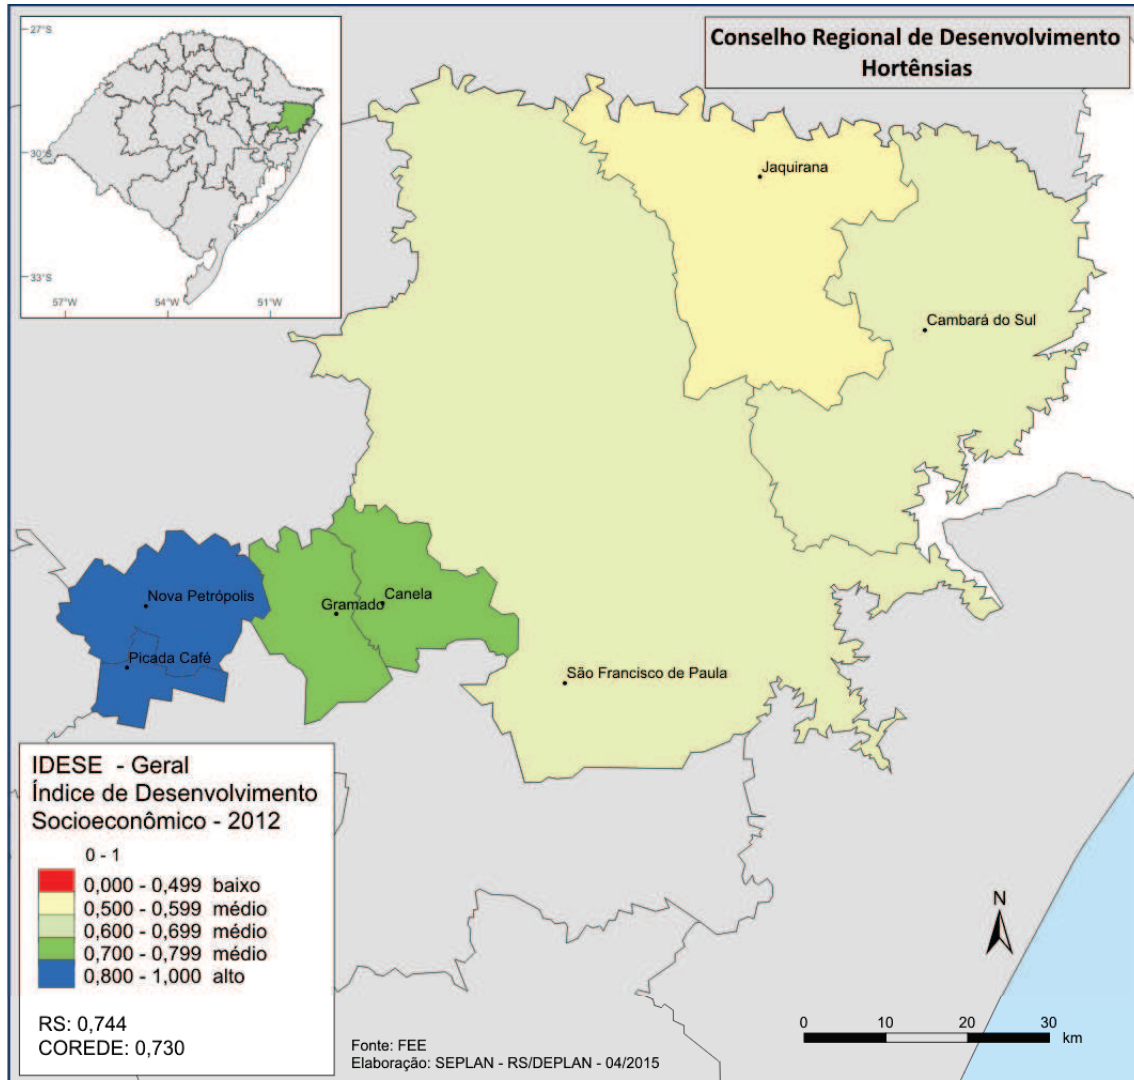 Conselho Regional de Desenvolvimento
Hortênsias
27°S
30°S
33°S
57°W
54°W
51°W
Jaquirana
Cambará do Sul
Nova Petrópolis
Gramado
Canela
Picada Café
São Francisco de Paula
IDESE - Geral
Índice de Desenvolvimento
Socioeconômico - 2012
0 - 1
0,000 - 0,499 baixo
0,500 - 0,599 médio
0,600 - 0,699 médio
0,700 - 0,799 médio
0,800 - 1,000 alto
RS: 0,744
COREDE: 0,730
Fonte: FEE
Elaboração: SEPLAN - RS/DEPLAN - 04/2015
N
0 10 20 30
km